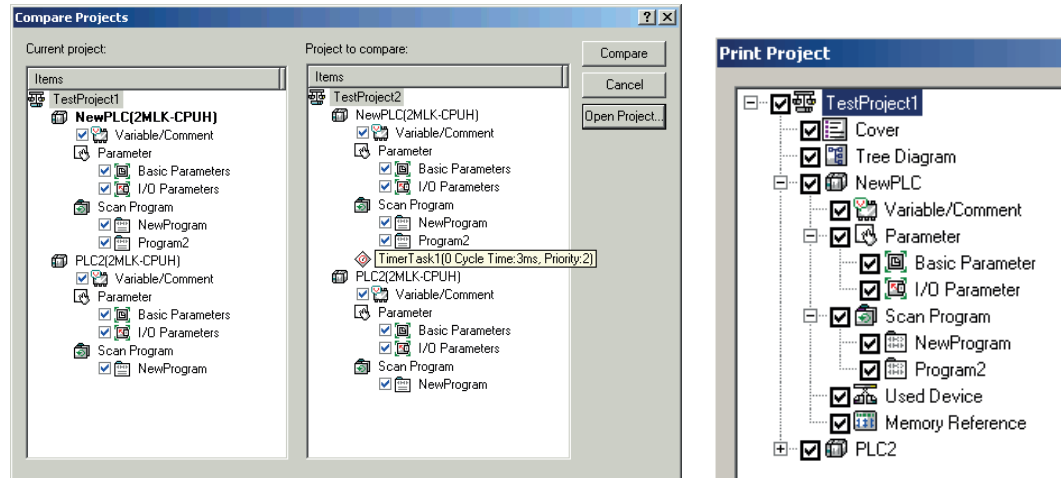 Compare Projects
Current project:
Items
TestProject1
NewPLC(2MLK-CPUH)
Variable/Comment
Parameter
Basic Parameters
I/O Parameters
Scan Program
NewProgram
Program2
PLC2(2MLK-CPUH)
Variable/Comment
Parameter
Basic Parameters
I/O Parameters
Scan Program
NewProgram
Project to compare:
Items
TestProject2
NewPLC(2MLK-CPUH)
Variable/Comment
Parameter
Basic Parameters
I/O Parameters
Scan Program
NewProgram
Program2
TimerTask1(0 Cycle Time:3ms, Priority:2)
PLC2(2MLK-CPUH)
Variable/Comment
Parameter
Basic Parameters
I/O Parameters
Scan Program
NewProgram
Compare
Cancel
Open Project...
Print Project
TestProject1
Cover
Tree Diagram
NewPLC
Variable/Comment
Parameter
Basic Parameter
I/O Parameter
Scan Program
NewProgram
Program2
Used Device
Memory Reference
PLC2